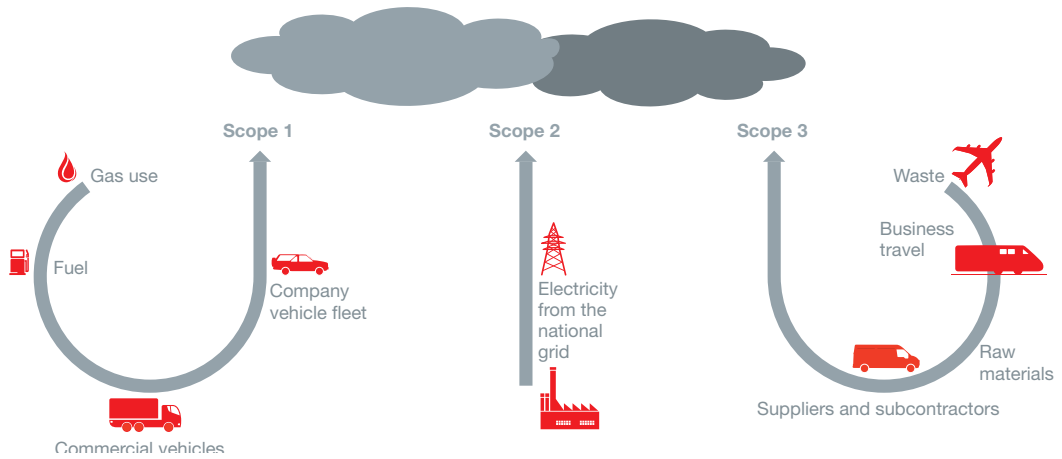 Scope 1
Scope 2
Scope 3
Gas use
Fuel
Company
vehicle fleet
Commercial vehicles
Electricity
from the
national
grid
Waste
Business
travel
Raw
materials
Suppliers and subcontractors